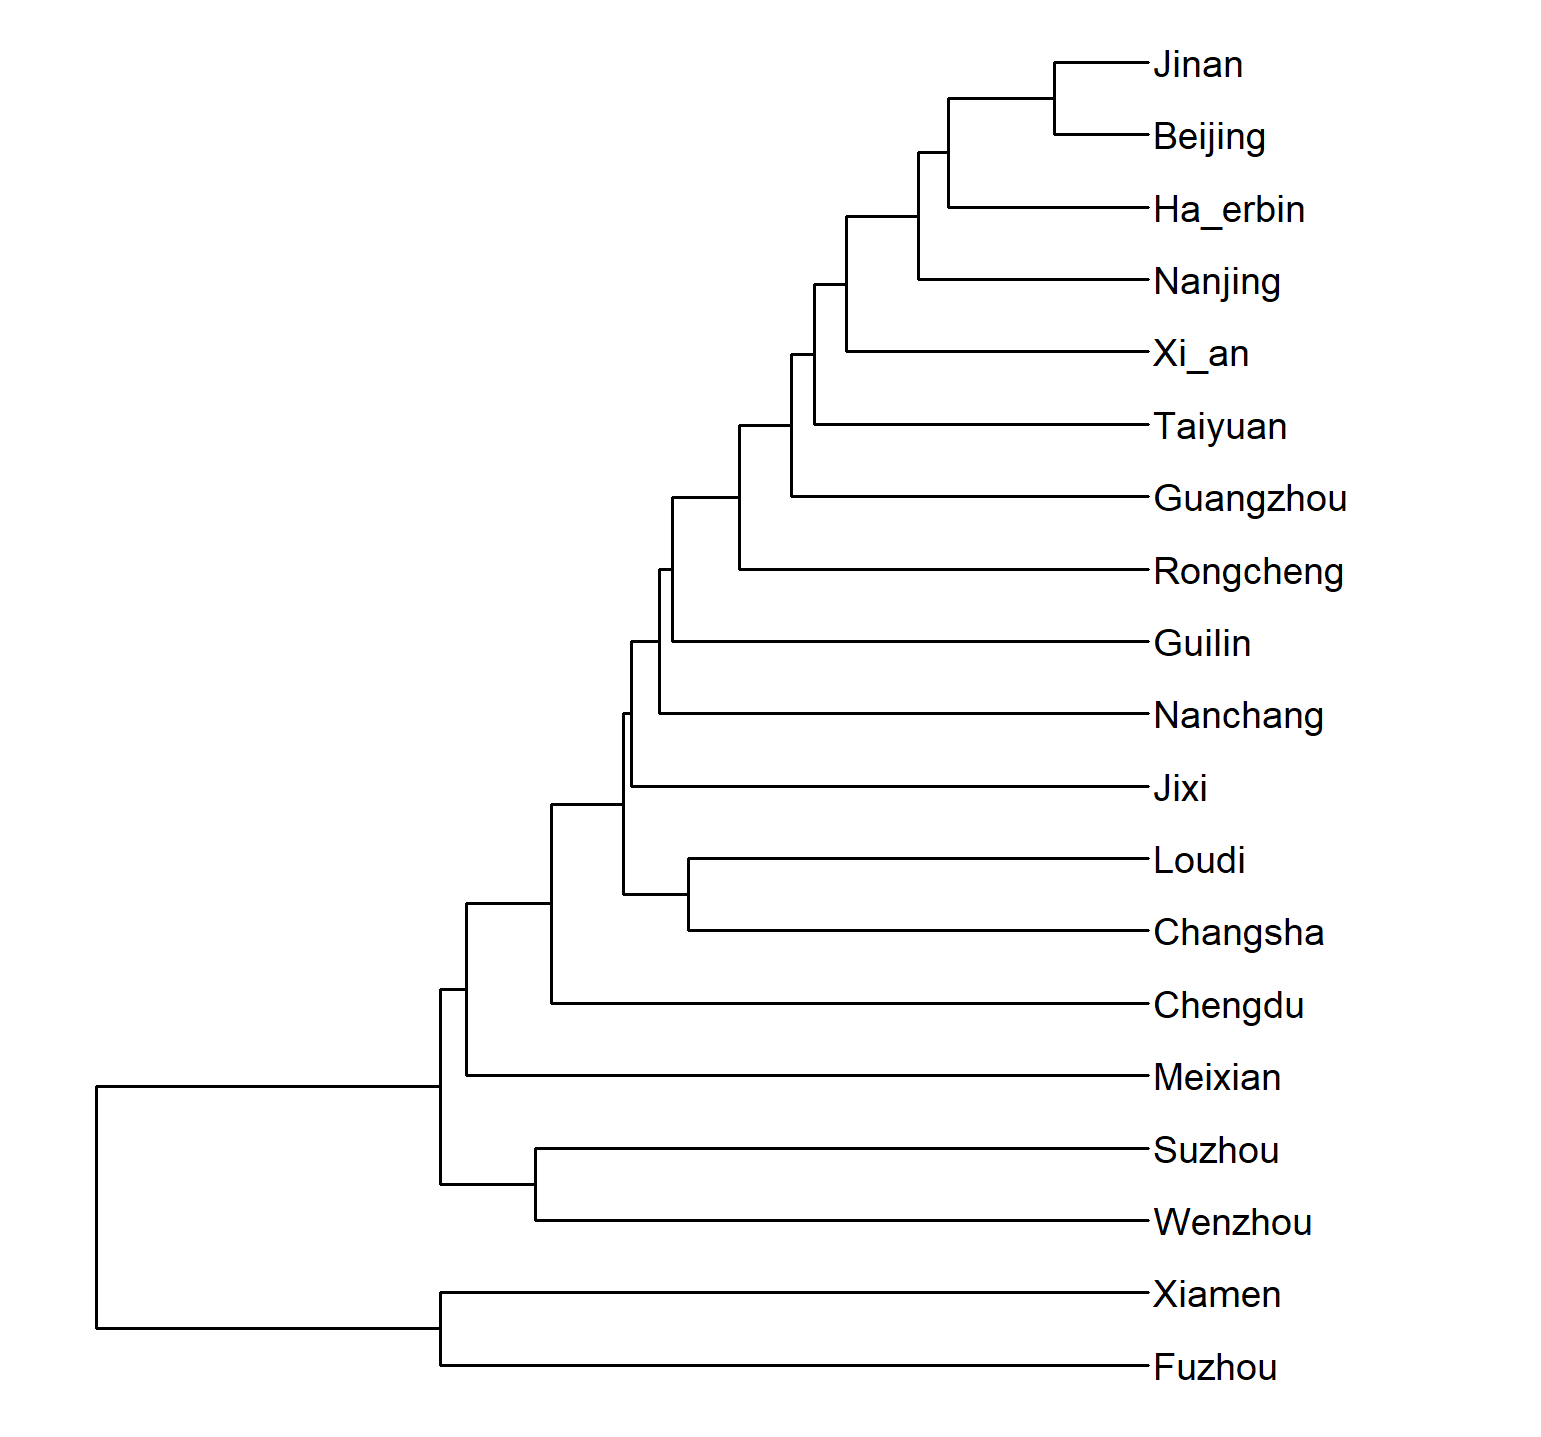 Jinan
Beijing
Ha_erbin
Nanjing
Xi_an
Taiyuan
Guangzhou
Rongcheng
Guilin
Nanchang
Jixi
Loudi
Changsha
Chengdu
Meixian
Suzhou
Wenzhou
Xiamen
Fuzhou